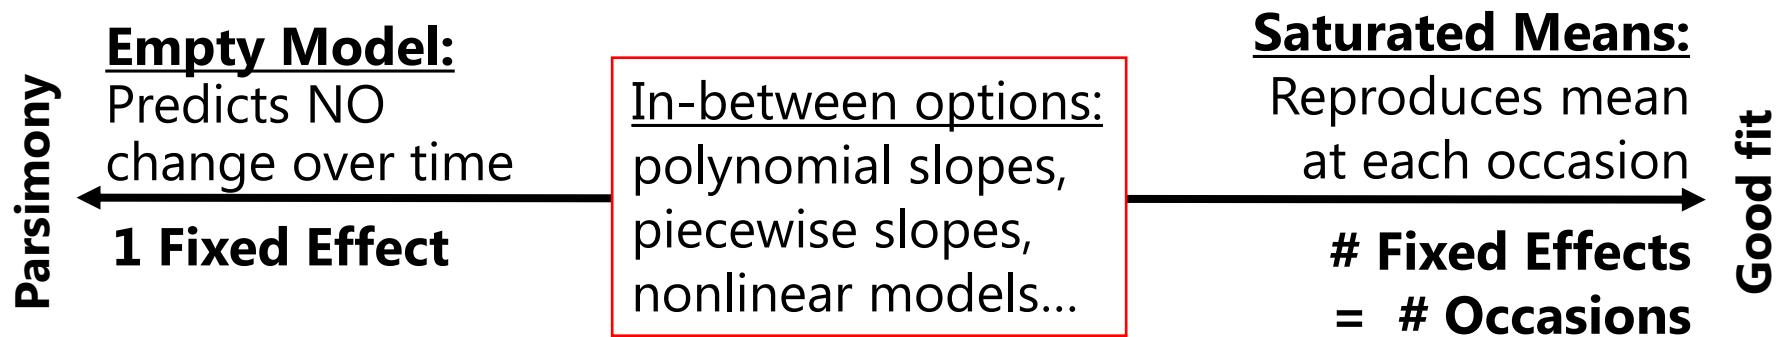 Parsimony
Empty Model:
Predicts NO
change over time
1 Fixed Effect
In-between options:
polynomial slopes,
piecewise slopes,
nonlinear models...
Saturated Means:
Reproduces mean
at each occasion
# Fixed Effects
= # Occasions
Good fit